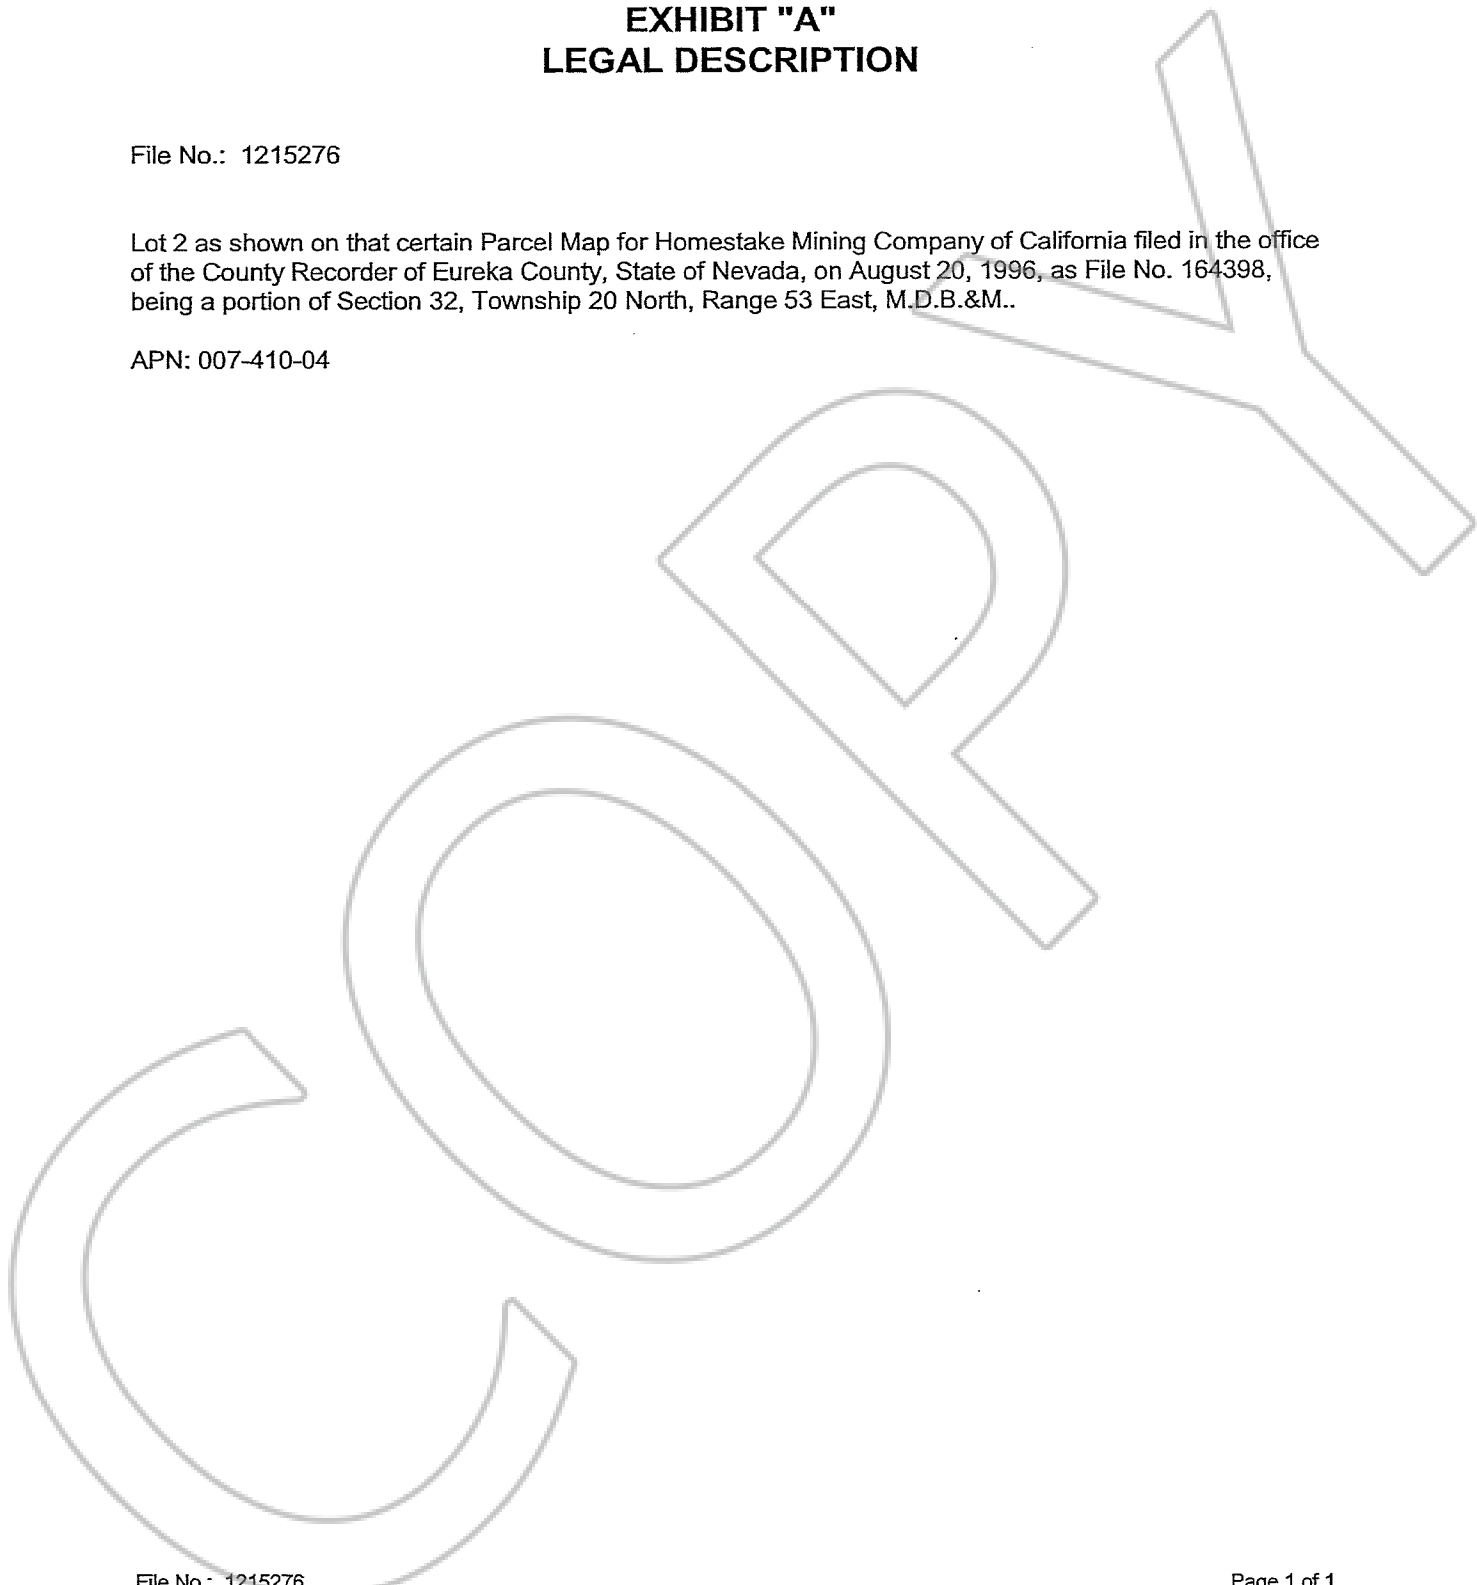 EXHIBIT "A"
LEGAL DESCRIPTION
File No.: 1215276
Lot 2 as shown on that certain Parcel Map for Homestake Mining Company of California filed in the office
of the County Recorder of Eureka County, State of Nevada, on August 20, 1996, as File No. 164398,
being a portion of Section 32, Township 20 North, Range 53 East, M.D.B.&M..
APN: 007-410-04
COPY
File No.: 1215276
Page 1 of 1